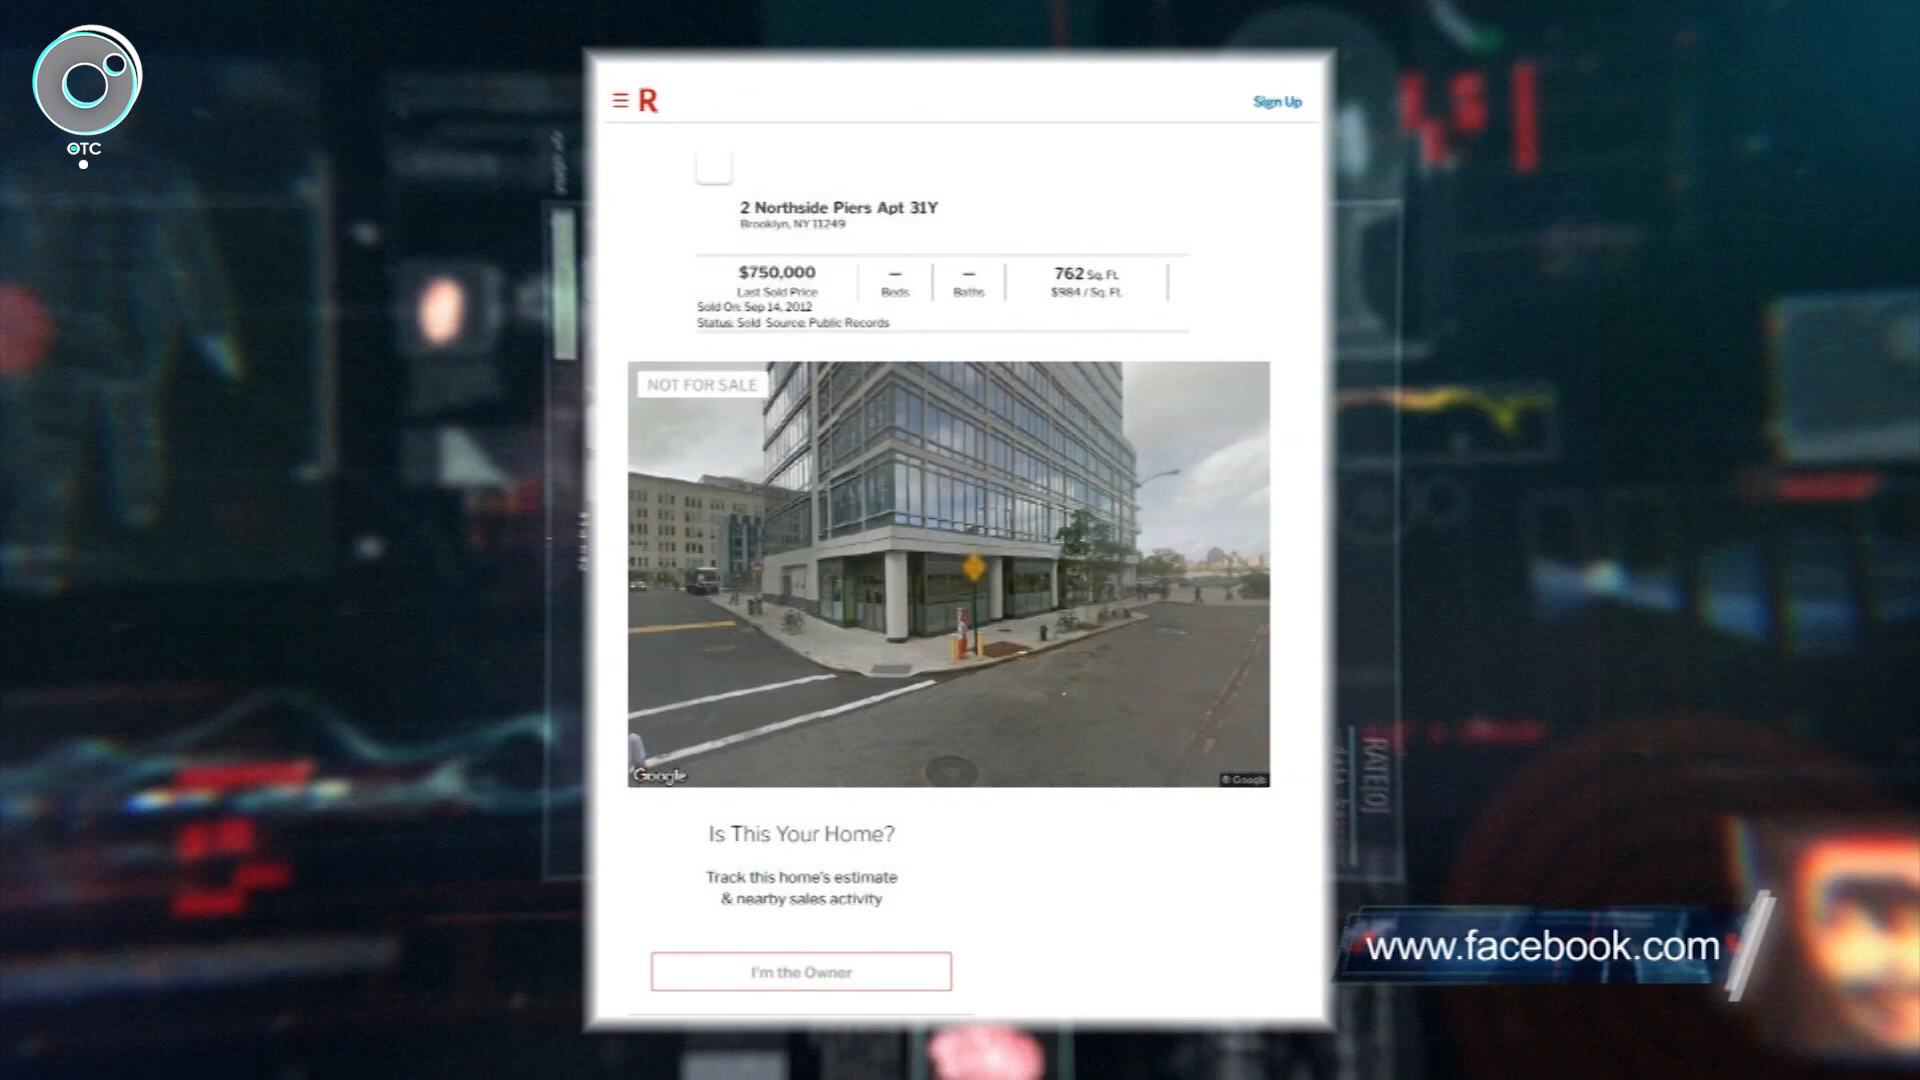 OTC
R
Sign Up
2 Northside Piers Apt 31Y
Brooklyn, NY 11249
$750,000
Last Sold Price
—
Beds
—
Baths
762 Sq. Ft.
$984 / Sq. Ft.
Sold On: Sep 14, 2012
Status: Sold Source: Public Records
NOT FOR SALE
Google
© Google
Is This Your Home?
Track this home's estimate
& nearby sales activity
I'm the Owner
www.facebook.com
RATE[0]